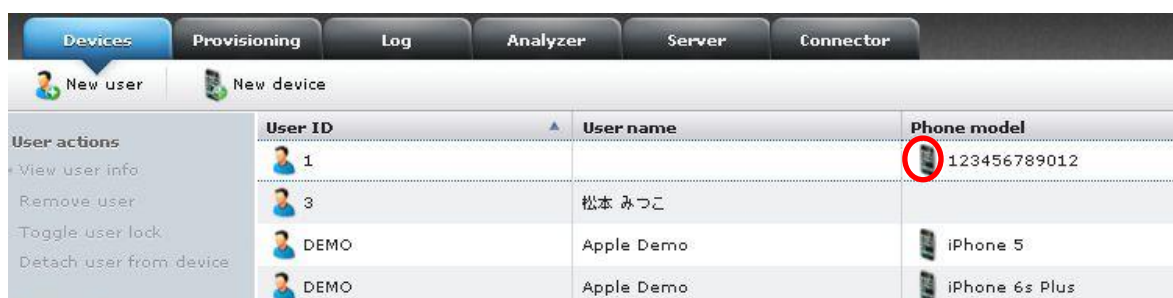 Devices Provisioning Log Analyzer Server Connector
New user New device
User actions
View user info
Remove user
Toggle user lock
Detach user from device
User ID User name Phone model
1 123456789012
3 松本 みつこ
DEMO Apple Demo iPhone 5
DEMO Apple Demo iPhone 6s Plus